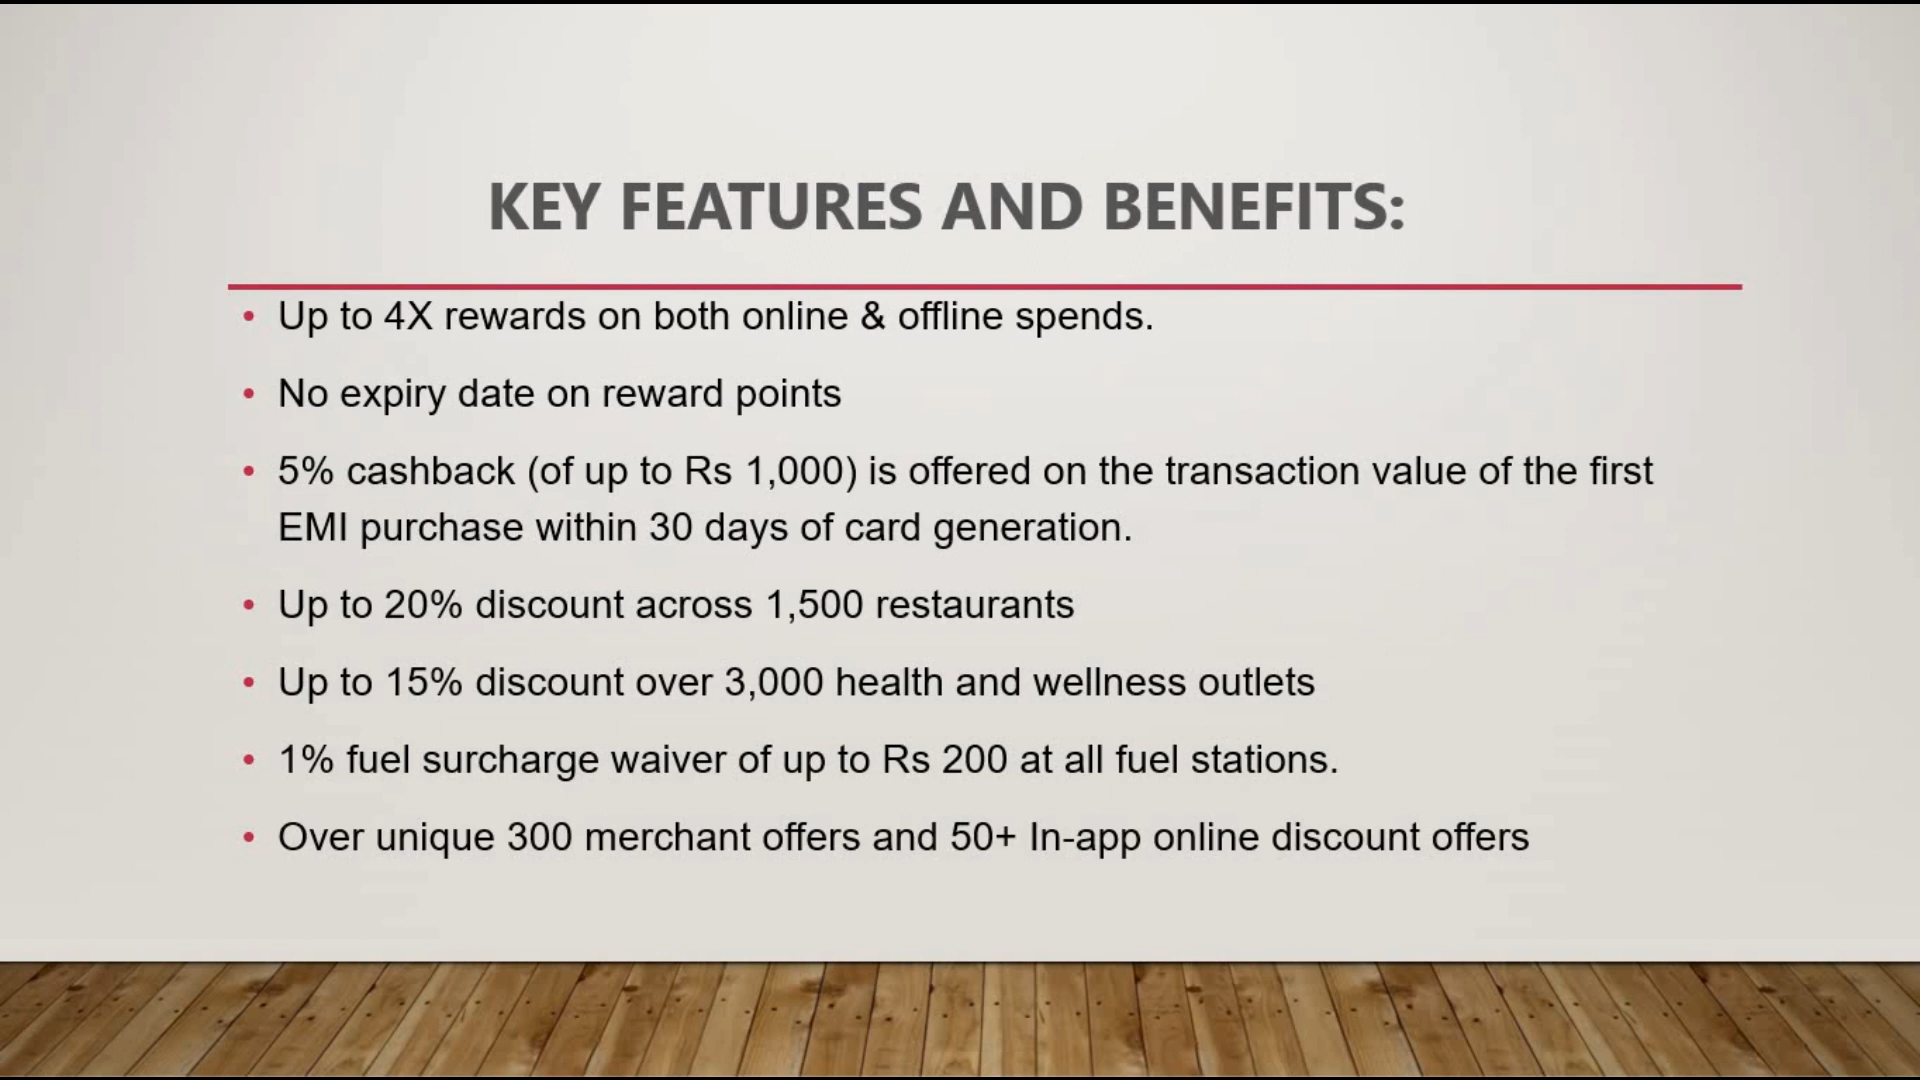 KEY FEATURES AND BENEFITS:
• Up to 4X rewards on both online & offline spends.
• No expiry date on reward points
• 5% cashback (of up to Rs 1,000) is offered on the transaction value of the first
EMI purchase within 30 days of card generation.
• Up to 20% discount across 1,500 restaurants
• Up to 15% discount over 3,000 health and wellness outlets
• 1% fuel surcharge waiver of up to Rs 200 at all fuel stations.
• Over unique 300 merchant offers and 50+ In-app online discount offers